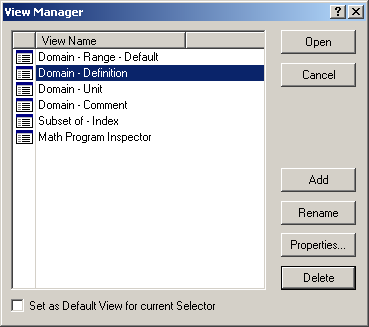 View Manager
View Name
Domain - Range - Default
Domain - Definition
Domain - Unit
Domain - Comment
Subset of - Index
Math Program Inspector
Open
Cancel
Add
Rename
Properties...
Delete
Set as Default View for current Selector